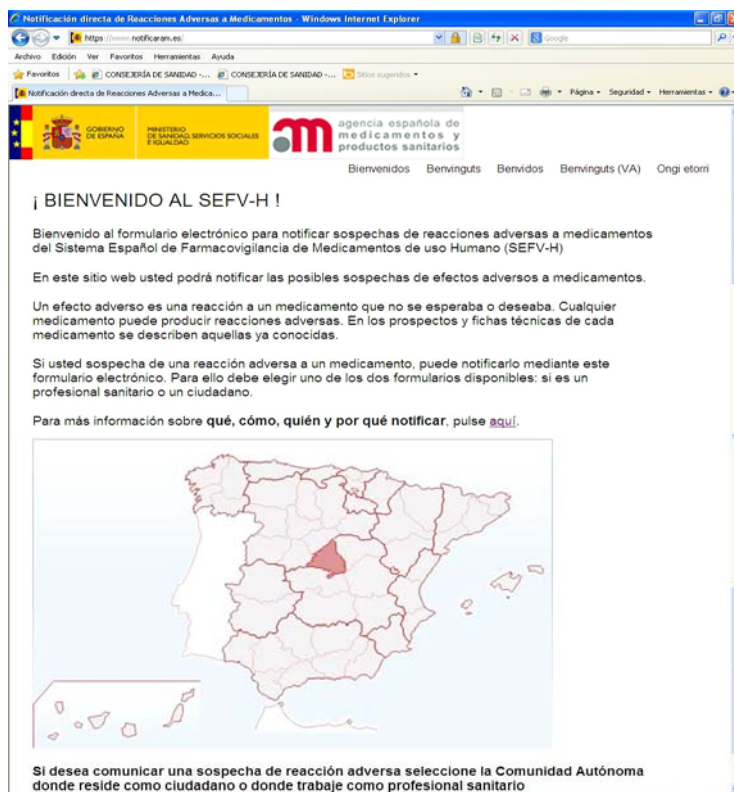 Notificación directa de Reacciones Adversas a Medicamentos - Windows Internet Explorer
https://www.notificaram.es/
Google
Archivo Edición Ver Favoritos Herramientas Ayuda
Favoritos CONSEJERÍA DE SANIDAD -... CONSEJERÍA DE SANIDAD -... Sitios sugeridos
Notificación directa de Reacciones Adversas a Medica...
Página Seguridad Herramientas
GOBIERNO DE ESPAÑA
MINISTERIO DE SANIDAD, SERVICIOS SOCIALES E IGUALDAD
am
agencia española de
medicamentos y
productos sanitarios
Bienvenidos Benvinguts Benvidos Benvinguts (VA) Ongi etorri
¡ BIENVENIDO AL SEFV-H !
Bienvenido al formulario electrónico para notificar sospechas de reacciones adversas a medicamentos
del Sistema Español de Farmacovigilancia de Medicamentos de uso Humano (SEFV-H)
En este sitio web usted podrá notificar las posibles sospechas de efectos adversos a medicamentos.
Un efecto adverso es una reacción a un medicamento que no se esperaba o deseaba. Cualquier
medicamento puede producir reacciones adversas. En los prospectos y fichas técnicas de cada
medicamento se describen aquellas ya conocidas.
Si usted sospecha de una reacción adversa a un medicamento, puede notificarlo mediante este
formulario electrónico. Para ello debe elegir uno de los dos formularios disponibles: si es un
profesional sanitario o un ciudadano.
Para más información sobre qué, cómo, quién y por qué notificar, pulse aquí.
Si desea comunicar una sospecha de reacción adversa seleccione la Comunidad Autónoma
donde reside como ciudadano o donde trabaje como profesional sanitario